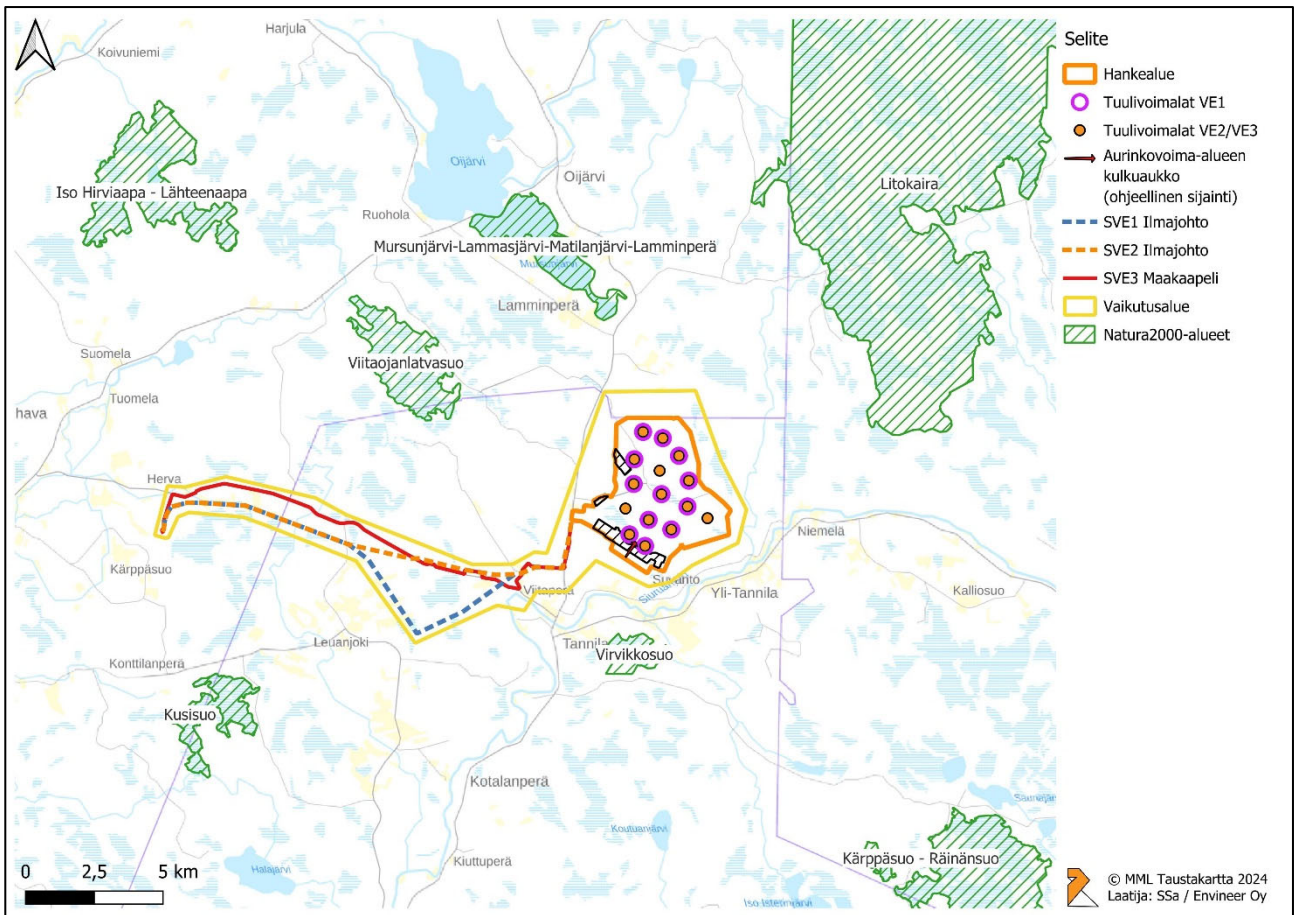 Harjula
Koivuniemi
Oijärvi
Oijärvi
Iso Hirviaapa - Lähteenaapa
Ruohola
Litokaira
Mursunjärvi-Lammasjärvi-Matilanjärvi-Lamminperä
Lamminperä
Suomela
Viitaojanlatvasuo
Tuomela
hava
Herva
Niemelä
Kärppäsuo
Viitaperä
Suvanto
Yli-Tannila
Kalliosuo
Leuanjoki
Tannila
Virvikkosuo
Konttilanperä
Kusisuo
Kotalanperä
Koutuanjärvi
Kiuttuperä
Kärppäsuo - Räinänsuo
Halajärvi
0 2,5 5 km
Selite
Hankealue
Tuulivoimalat VE1
Tuulivoimalat VE2/VE3
Aurinkovoima-alueen
kulkuaukko
(ohjeellinen sijainti)
SVE1 Ilmajohto
SVE2 Ilmajohto
SVE3 Maakaapeli
Vaikutusalue
Natura2000-alueet
© MML Taustakartta 2024
Laatija: SSa / Envineer Oy